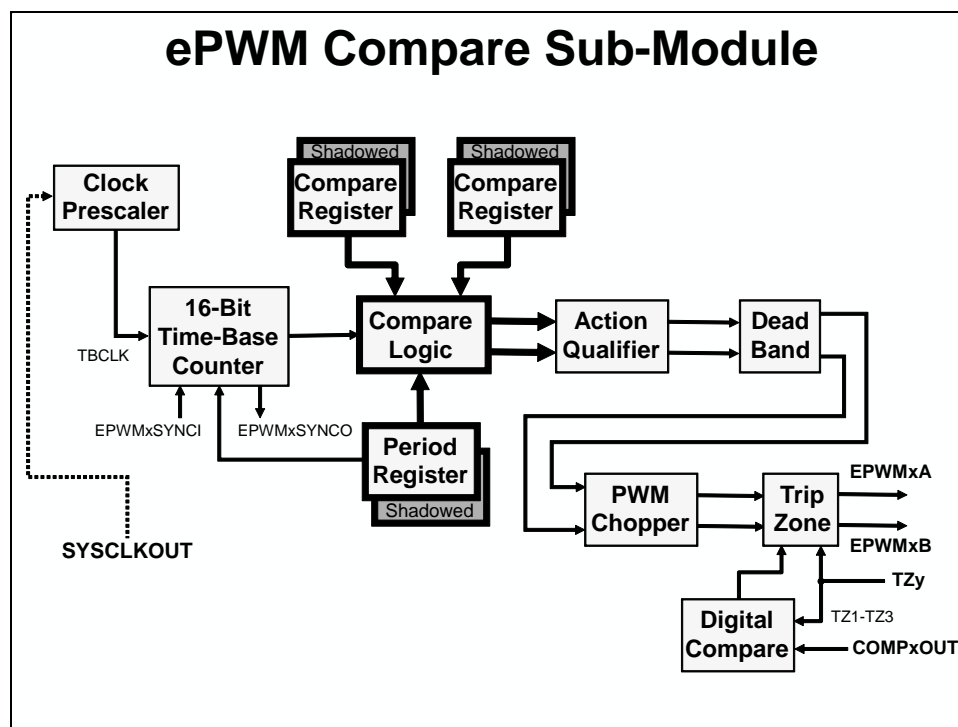 ePWM Compare Sub-Module
Shadowed
Compare
Register
Shadowed
Compare
Register
Clock
Prescaler
16-Bit
Time-Base
Counter
TBCLK
Compare
Logic
Action
Qualifier
Dead
Band
EPWMxSYNCI
EPWMxSYNCO
Period
Register
Shadowed
PWM
Chopper
Trip
Zone
EPWMxA
EPWMxB
SYSCLKOUT
TZy
TZ1-TZ3
Digital
Compare
COMPxOUT